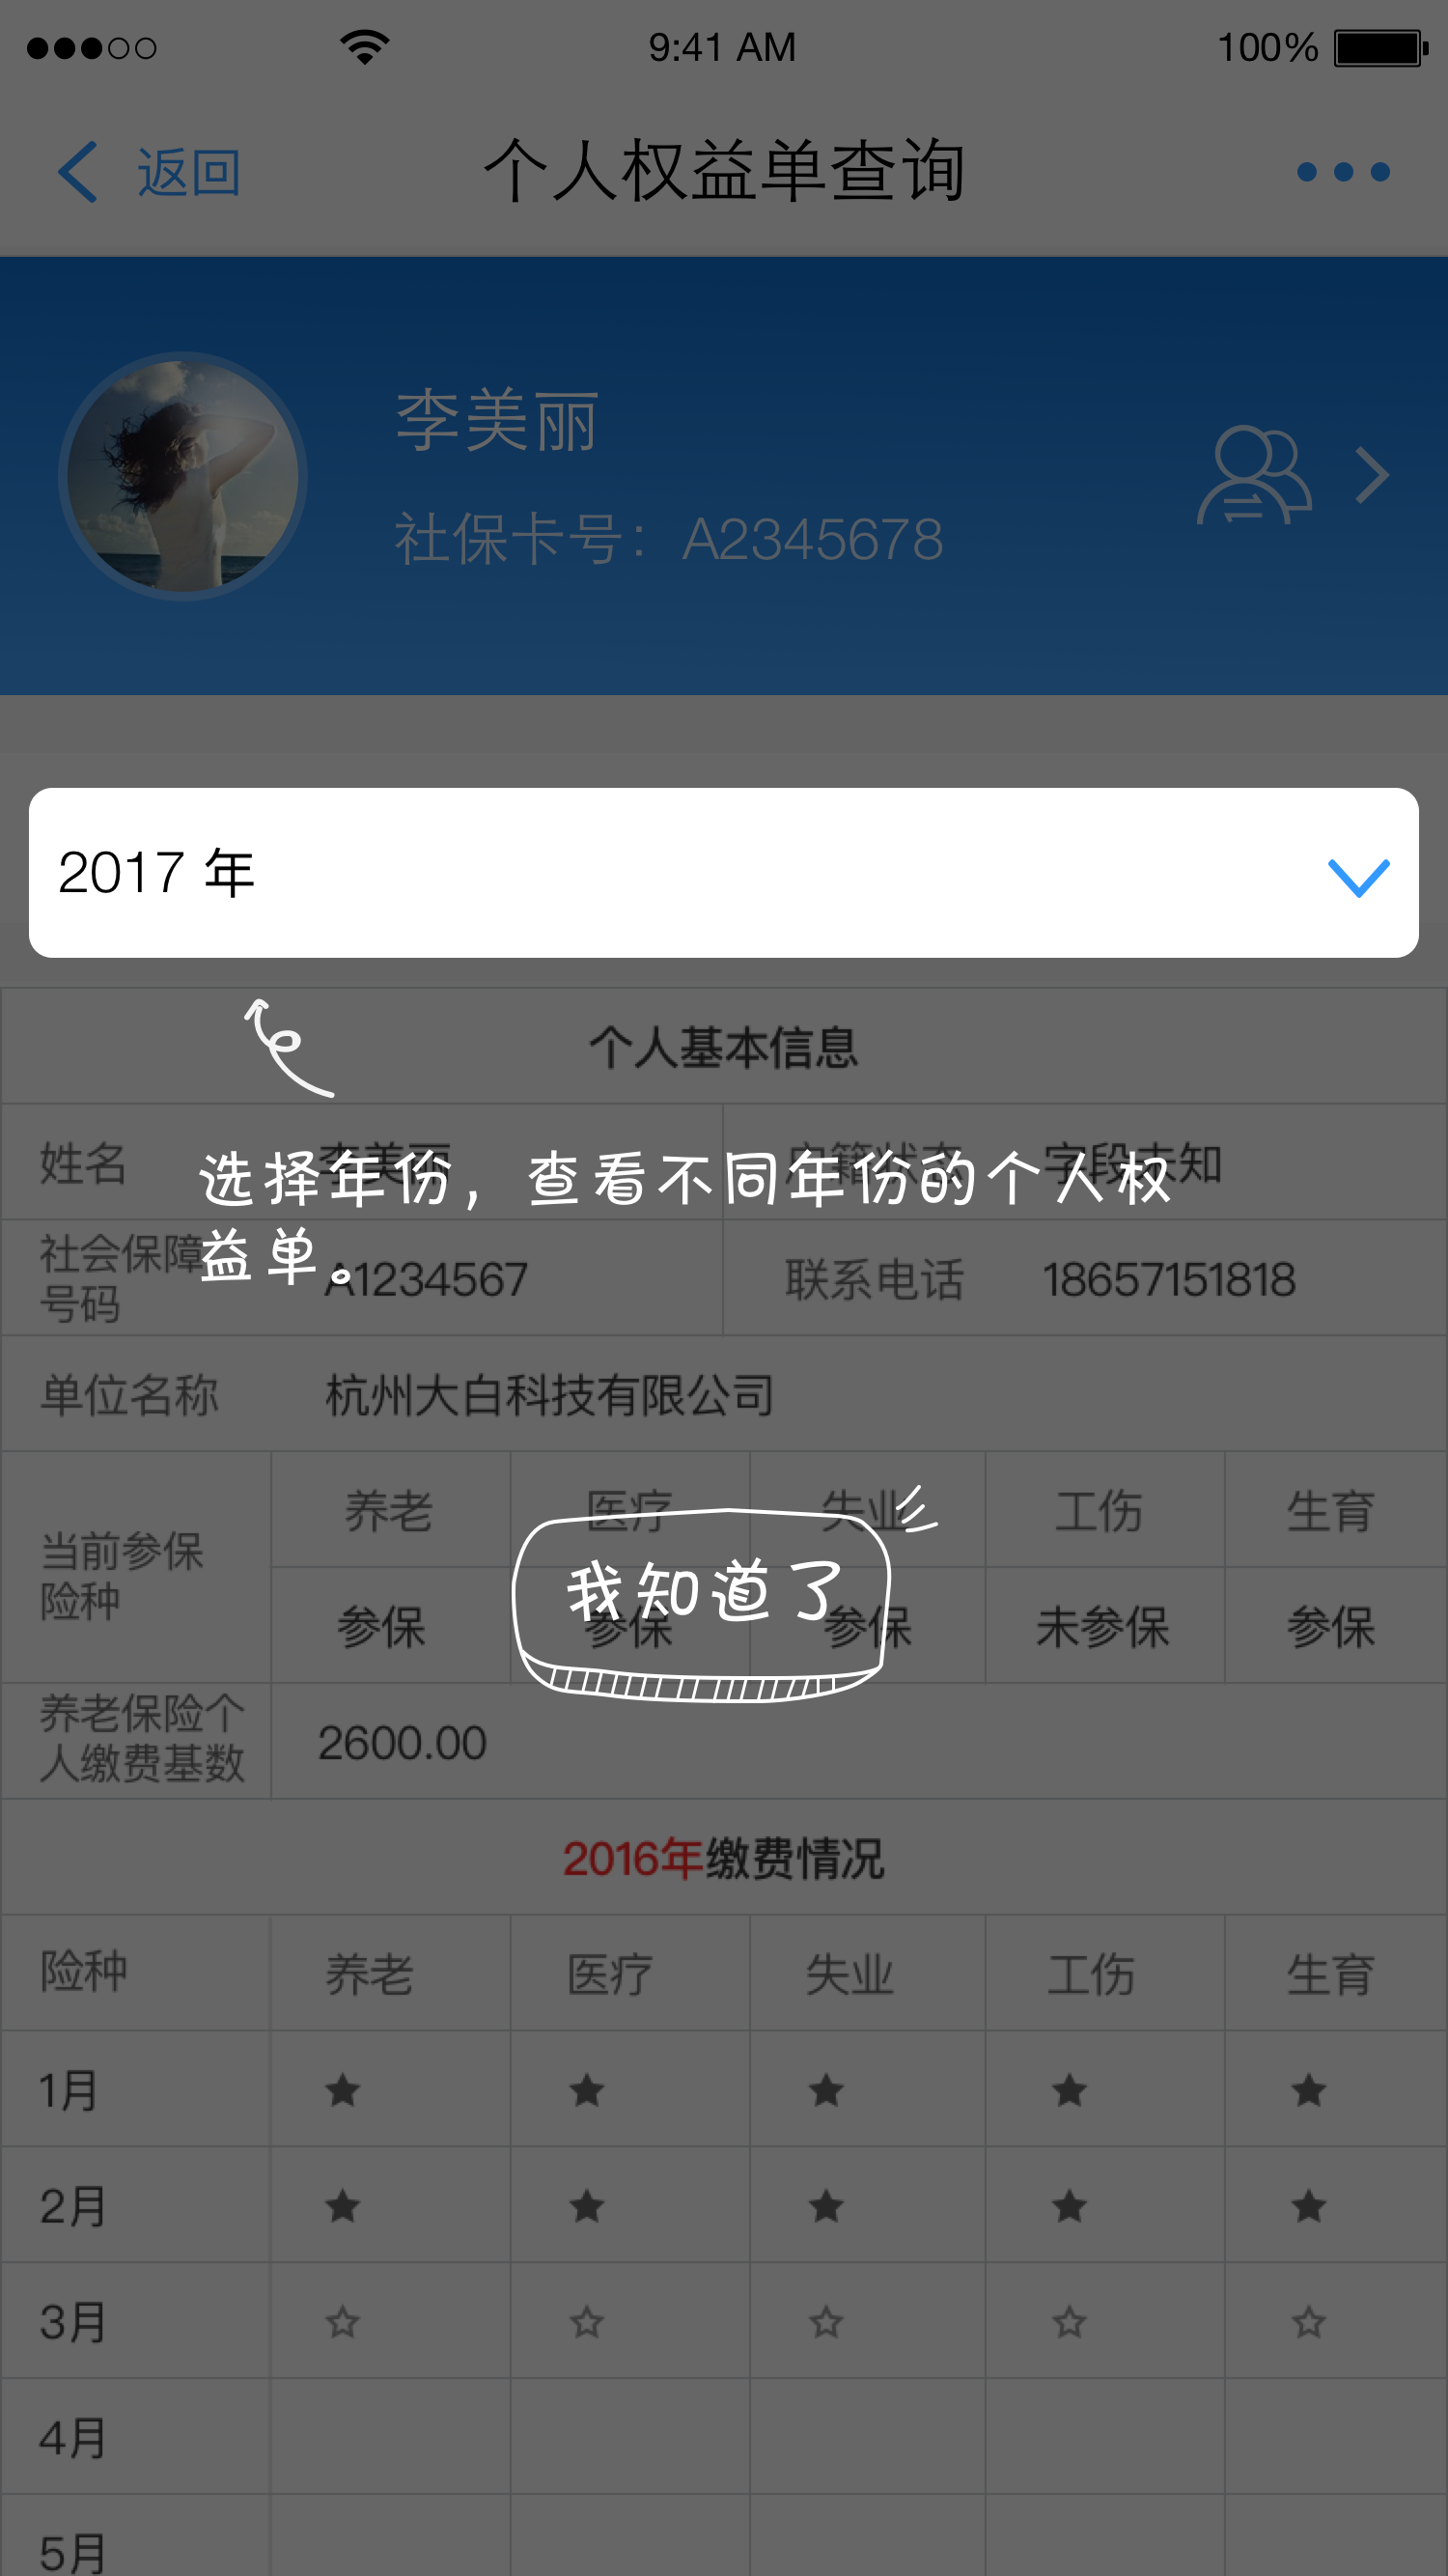 9:41 AM 100%
返回 个人权益单查询
李美丽
社保卡号：A2345678
2017 年
个人基本信息
姓名 李美丽 户籍状态 字段未知
选择年份，查看不同年份的个人权
益单。
社会保障
号码 A1234567 联系电话 18657151818
单位名称 杭州大白科技有限公司
当前参保
险种
养老 医疗 失业 工伤 生育
参保 参保 参保 未参保 参保
我知道了
养老保险个
人缴费基数 2600.00
2016年缴费情况
险种 养老 医疗 失业 工伤 生育
1月 ★ ★ ★ ★ ★
2月 ★ ★ ★ ★ ★
3月 ☆ ☆ ☆ ☆ ☆
4月
5月